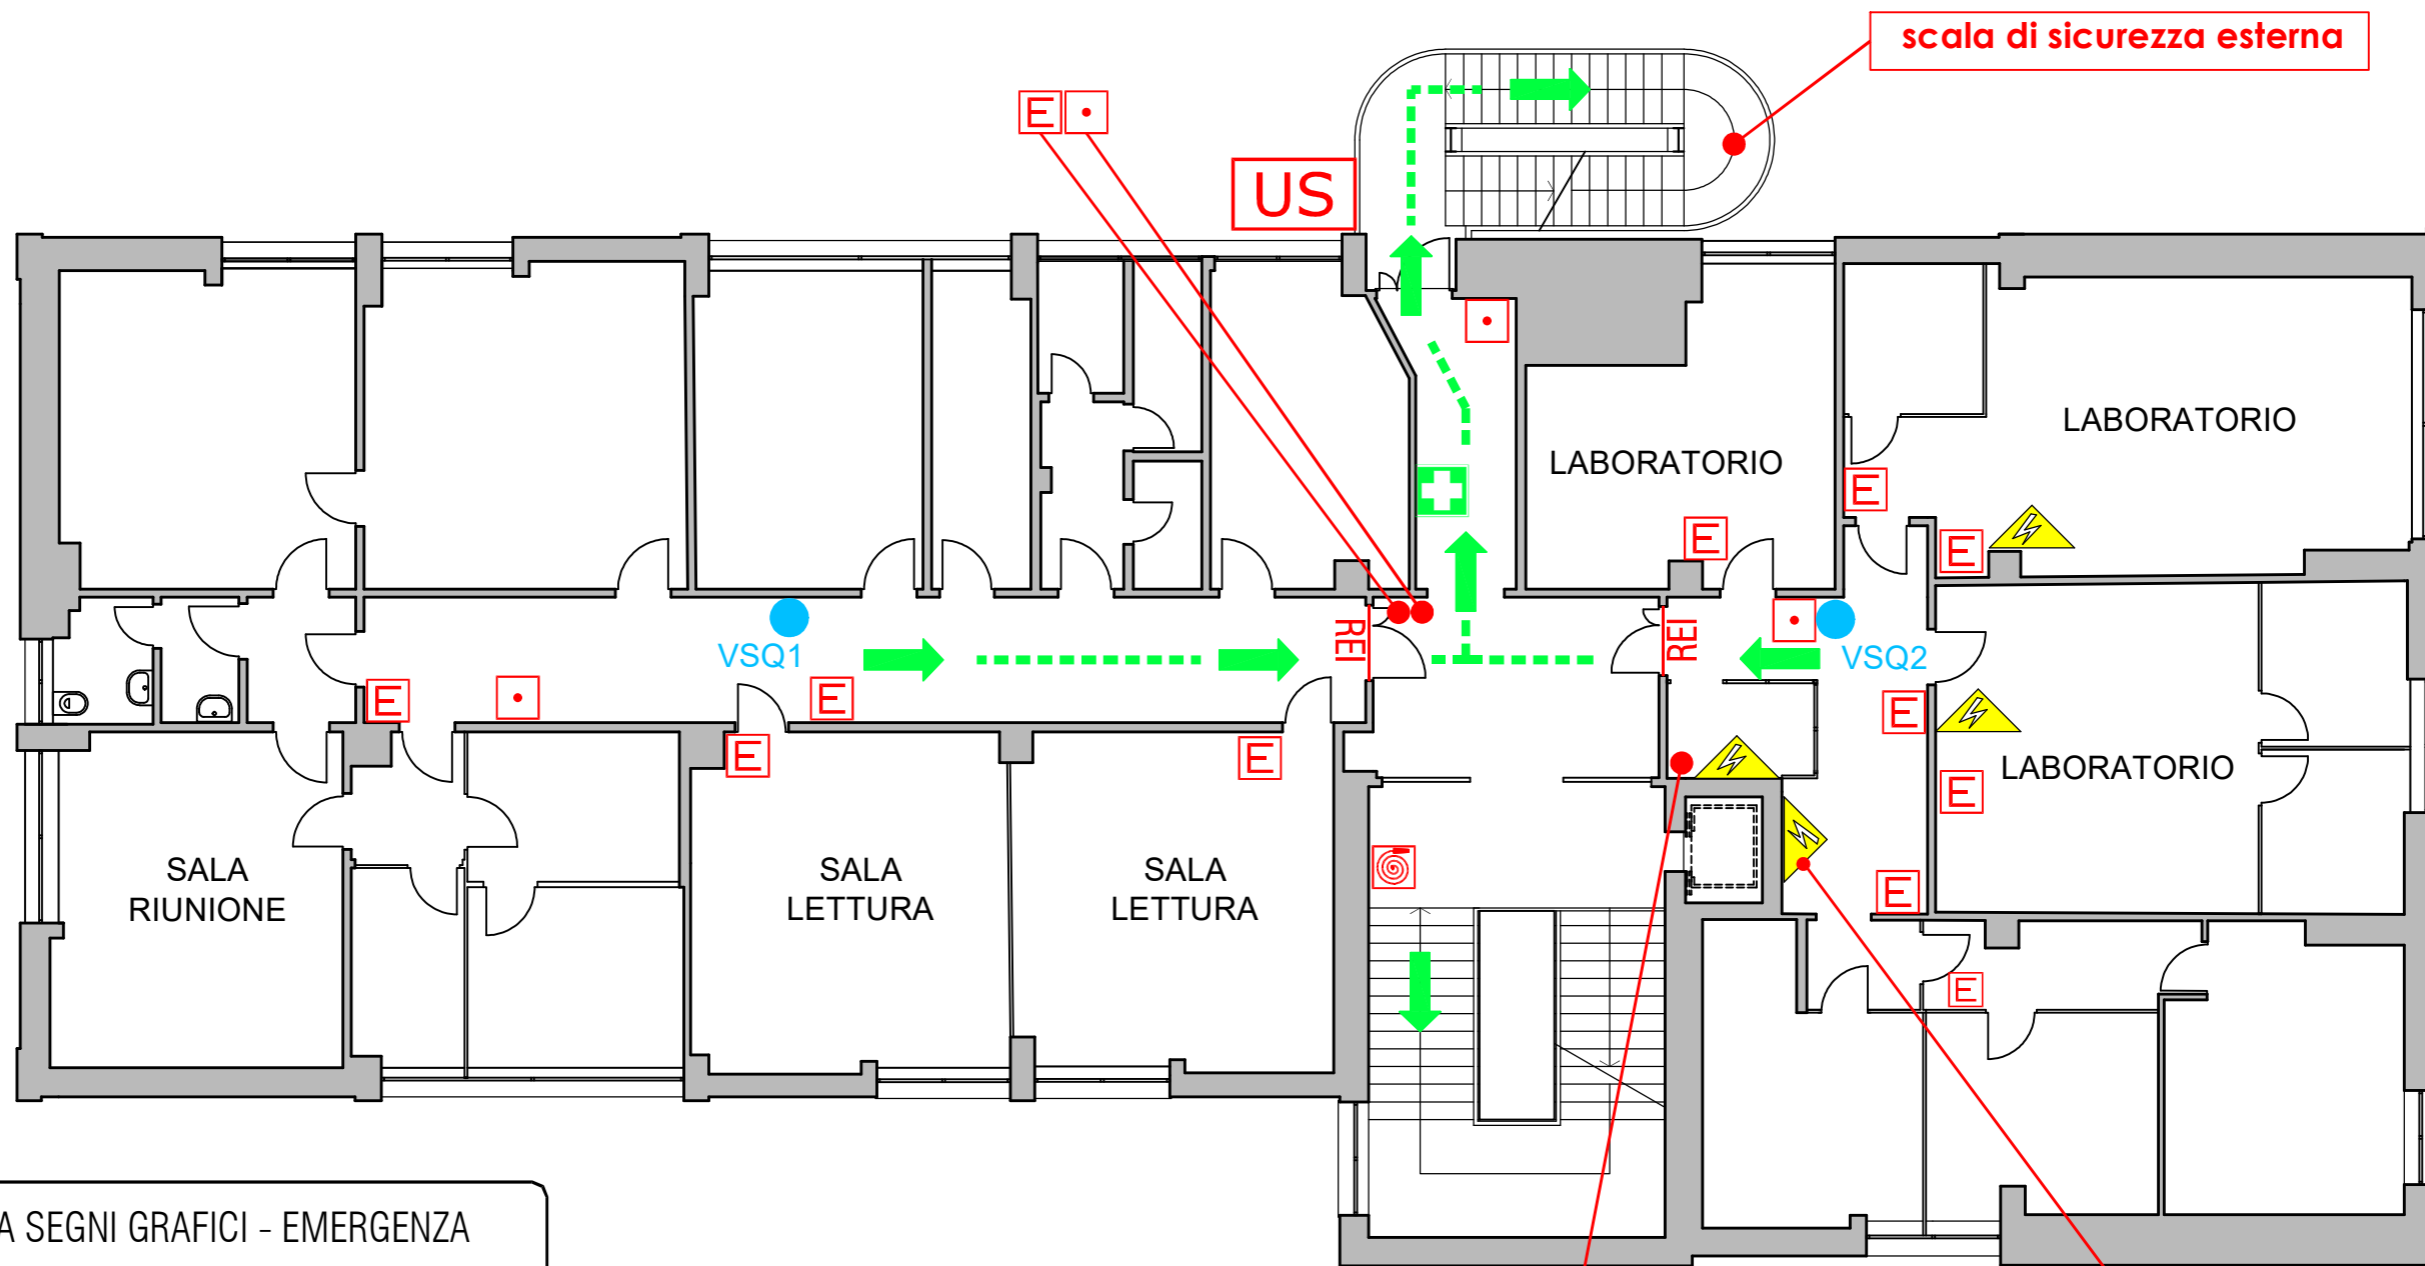 scala di sicurezza esterna
E
US
LABORATORIO
LABORATORIO
E
E
E
REI
REI
VSQ1
VSQ2
E
E
E
E
E
LABORATORIO
E
SALA
RIUNIONE
SALA
LETTURA
SALA
LETTURA
E
E
A SEGNI GRAFICI - EMERGENZA